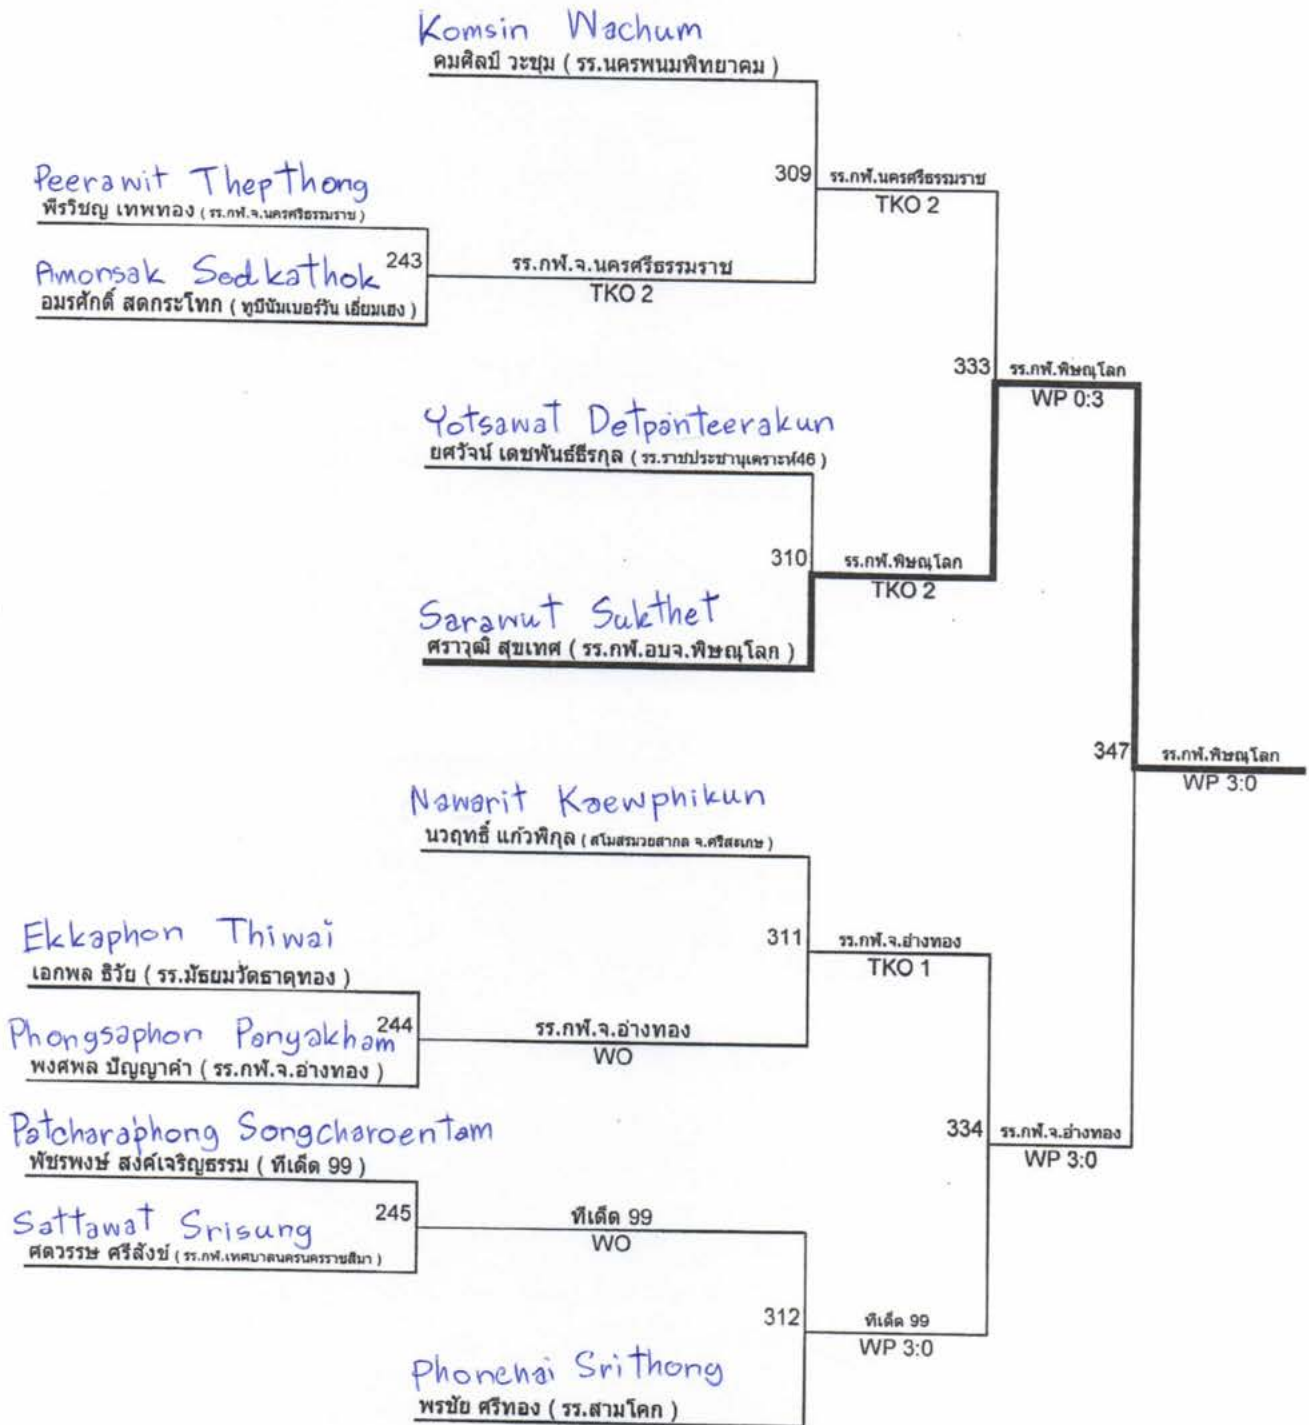 Komsin Wachum
คมศิลป์ วะชุม ( รร.นครพนมพิทยาคม )
309 รร.กฬ.นครศรีธรรมราช
TKO 2
Peerawit Thepthong
พีรวิชญ เทพทอง ( รร.กฬ.จ.นครศรีธรรมราช )
Amonsak Sodkathok
243 รร.กฬ.จ.นครศรีธรรมราช
TKO 2
อมรศักดิ์ สดกระโทก ( ทูบีนัมเบอร์วัน เอี่ยมเฮง )
333 รร.กฬ.พิษณุโลก
WP 0:3
Yotsawat Detpanteerakun
ยศวัจน์ เดชพันธ์ธีรกุล ( รร.ราชประชานุเคราะห์46 )
310 รร.กฬ.พิษณุโลก
TKO 2
Sarawut Sukthet
ศราวุฒิ สุขเทศ ( รร.กฬ.อบจ.พิษณุโลก )
347 รร.กฬ.พิษณุโลก
WP 3:0
Nawarit Kaewphikun
นวฤทธิ์ แก้วพิกุล ( สโมสรมวยสากล จ.ศรีสะเกษ )
311 รร.กฬ.จ.อ่างทอง
TKO 1
Ekkaphon Thiwai
เอกพล ธิวัย ( รร.มัธยมวัดธาตุทอง )
Phongsaphon Panyakham
244 รร.กฬ.จ.อ่างทอง
WO
พงศพล ปัญญาคำ ( รร.กฬ.จ.อ่างทอง )
Patcharaphong Songcharoentam
พัชรพงษ์ สงค์เจริญธรรม ( ทีเด็ด 99 )
334 รร.กฬ.จ.อ่างทอง
WP 3:0
Sattawat Srisung
245 ทีเด็ด 99
WO
ศตวรรษ ศรีสังข์ ( รร.กฬ.เทศบาลนครนครราชสีมา )
312 ทีเด็ด 99
WP 3:0
Phonchai Srithong
พรชัย ศรีทอง ( รร.สามโคก )